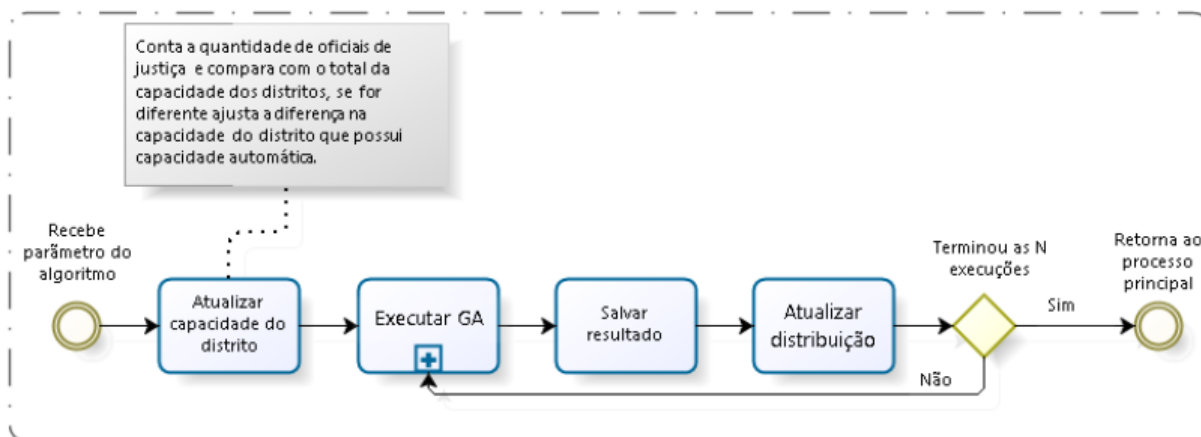 Conta a quantidade de oficiais de
justiça e compara com o total da
capacidade dos distritos, se for
diferente ajusta a diferença na
capacidade do distrito que possui
capacidade automática.
Recebe
parâmetro do
algoritmo
Atualizar
capacidade do
distrito
Executar GA
Salvar
resultado
Atualizar
distribuição
Terminou as N
execuções
Sim
Não
Retorna ao
processo
principal